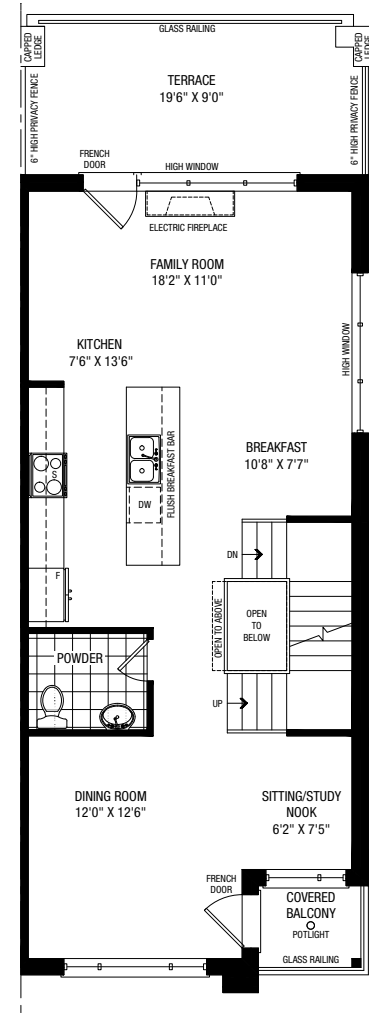 GLASS RAILING
CAPPED
LEDGE
CAPPED
LEDGE
TERRACE
19'6" X 9'0"
6" HIGH PRIVACY FENCE
6" HIGH PRIVACY FENCE
FRENCH
DOOR
HIGH WINDOW
ELECTRIC FIREPLACE
FAMILY ROOM
18'2" X 11'0"
HIGH WINDOW
KITCHEN
7'6" X 13'6"
BREAKFAST
10'8" X 7'7"
FLUSH BREAKFAST BAR
S
DW
F
DN
OPEN TO ABOVE
OPEN
TO
BELOW
UP
POWDER
DINING ROOM
12'0" X 12'6"
SITTING/STUDY
NOOK
6'2" X 7'5"
FRENCH
DOOR
COVERED
BALCONY
POTLIGHT
GLASS RAILING